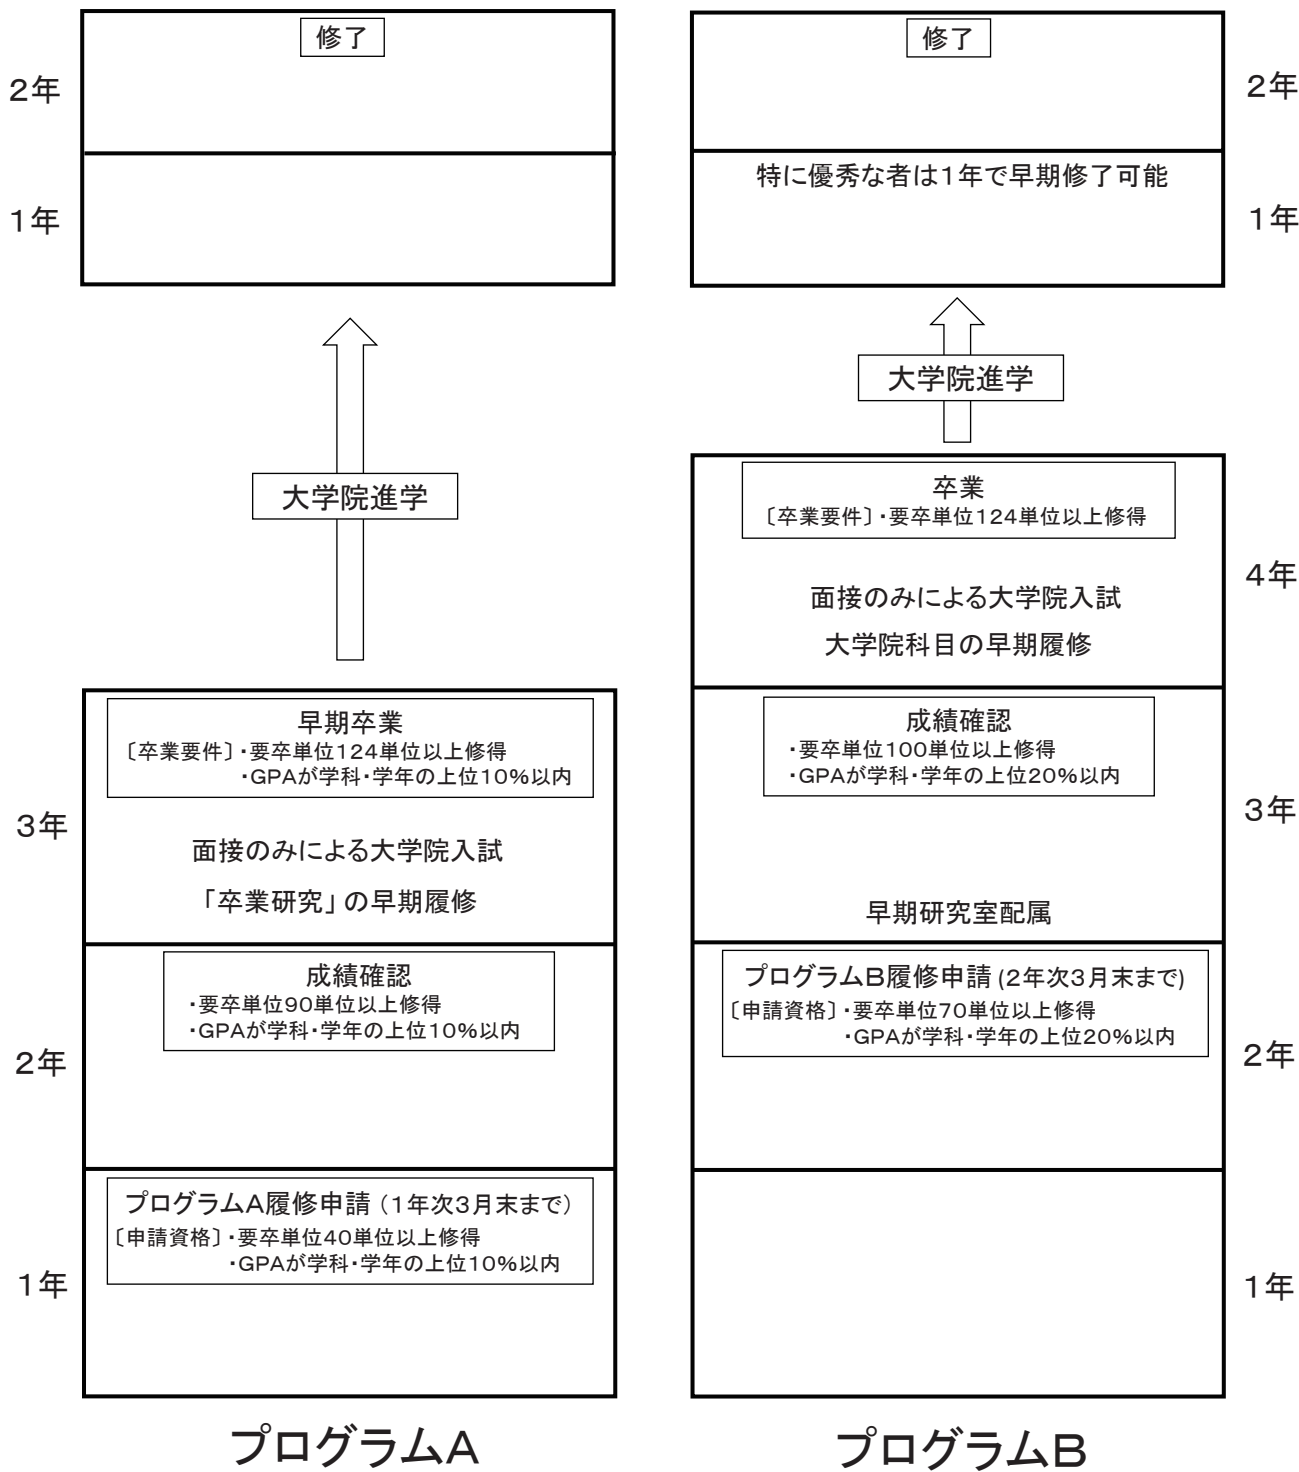 修了
2年
1年
大学院進学
早期卒業
〔卒業要件〕・要卒単位124単位以上修得
・GPAが学科・学年の上位10%以内
3年
面接のみによる大学院入試
「卒業研究」の早期履修
成績確認
・要卒単位90単位以上修得
・GPAが学科・学年の上位10%以内
2年
プログラムA履修申請（1年次3月末まで）
〔申請資格〕・要卒単位40単位以上修得
・GPAが学科・学年の上位10%以内
1年
プログラムA
修了
2年
特に優秀な者は1年で早期修了可能
1年
大学院進学
卒業
〔卒業要件〕・要卒単位124単位以上修得
4年
面接のみによる大学院入試
大学院科目の早期履修
成績確認
・要卒単位100単位以上修得
・GPAが学科・学年の上位20%以内
3年
早期研究室配属
プログラムB履修申請(2年次3月末まで)
〔申請資格〕・要卒単位70単位以上修得
・GPAが学科・学年の上位20%以内
2年
1年
プログラムB